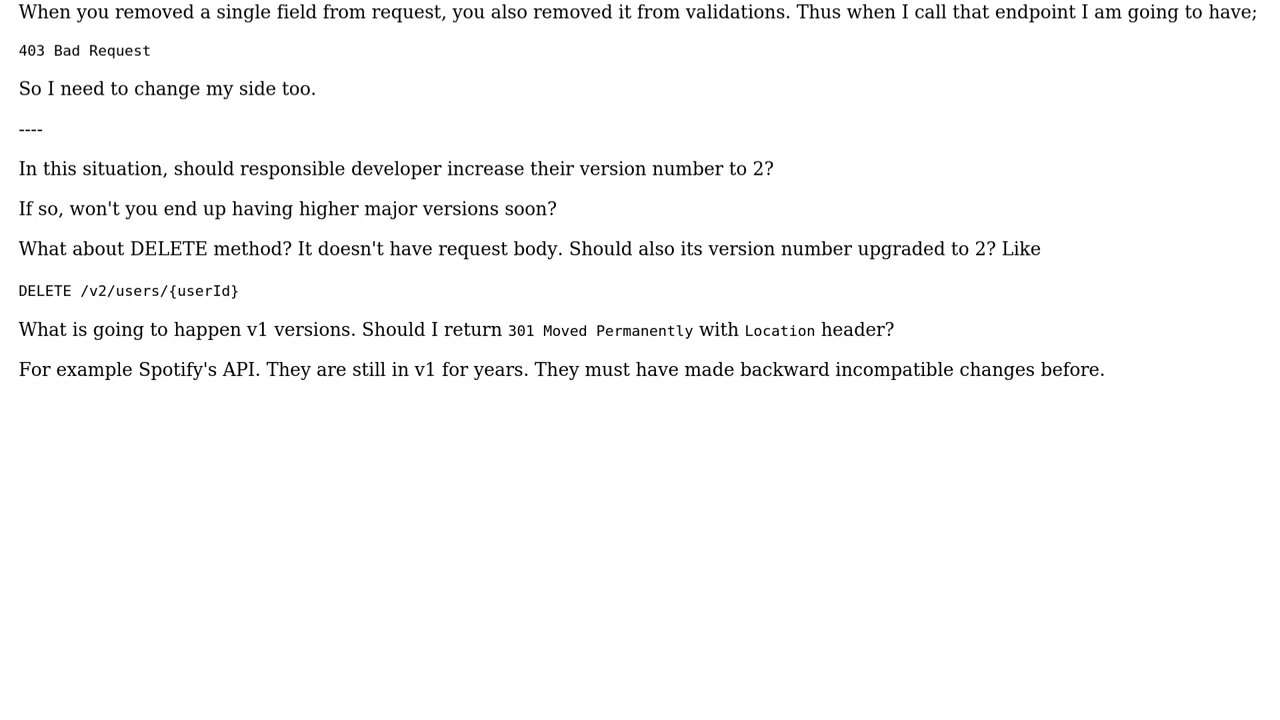 When you removed a single field from request, you also removed it from validations. Thus when I call that endpoint I am going to have;
403 Bad Request
So I need to change my side too.
----
In this situation, should responsible developer increase their version number to 2?
If so, won't you end up having higher major versions soon?
What about DELETE method? It doesn't have request body. Should also its version number upgraded to 2? Like
DELETE /v2/users/{userId}
What is going to happen v1 versions. Should I return 301 Moved Permanently with Location header?
For example Spotify's API. They are still in v1 for years. They must have made backward incompatible changes before.